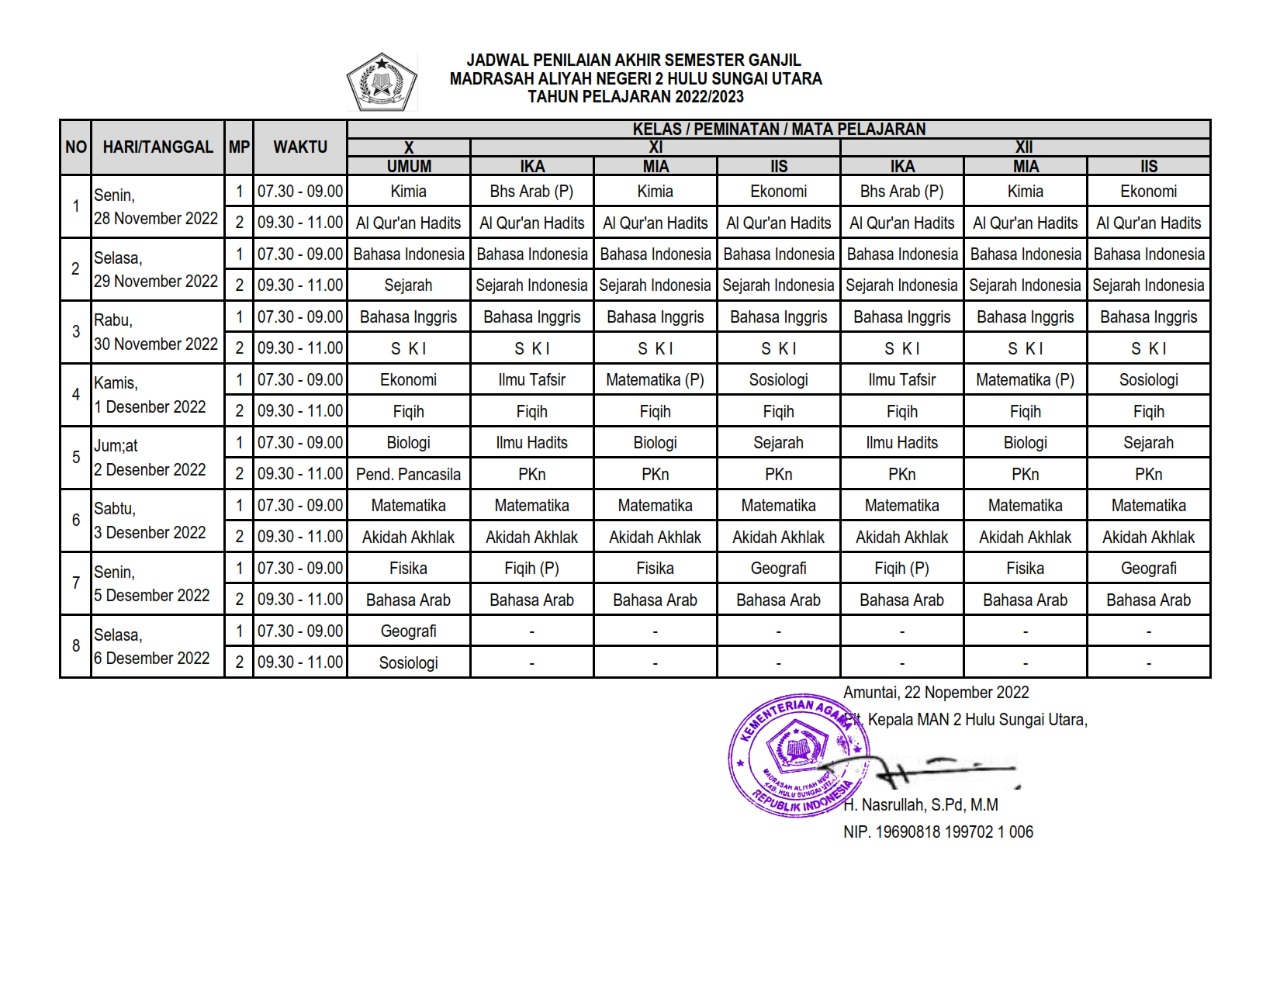 JADWAL PENILAIAN AKHIR SEMESTER GANJIL
MADRASAH ALIYAH NEGERI 2 HULU SUNGAI UTARA
TAHUN PELAJARAN 2022/2023
NO HARI/TANGGAL MP WAKTU KELAS / PEMINATAN / MATA PELAJARAN
X XI XII
UMUM IKA MIA IIS IKA MIA IIS
1 Senin, 28 November 2022 1 07.30 - 09.00 Kimia Bhs Arab (P) Kimia Ekonomi Bhs Arab (P) Kimia Ekonomi
2 09.30 - 11.00 Al Qur'an Hadits Al Qur'an Hadits Al Qur'an Hadits Al Qur'an Hadits Al Qur'an Hadits Al Qur'an Hadits Al Qur'an Hadits
2 Selasa, 29 November 2022 1 07.30 - 09.00 Bahasa Indonesia Bahasa Indonesia Bahasa Indonesia Bahasa Indonesia Bahasa Indonesia Bahasa Indonesia Bahasa Indonesia
2 09.30 - 11.00 Sejarah Sejarah Indonesia Sejarah Indonesia Sejarah Indonesia Sejarah Indonesia Sejarah Indonesia Sejarah Indonesia
3 Rabu, 30 November 2022 1 07.30 - 09.00 Bahasa Inggris Bahasa Inggris Bahasa Inggris Bahasa Inggris Bahasa Inggris Bahasa Inggris Bahasa Inggris
2 09.30 - 11.00 S K I S K I S K I S K I S K I S K I S K I
4 Kamis, 1 Desenber 2022 1 07.30 - 09.00 Ekonomi Ilmu Tafsir Matematika (P) Sosiologi Ilmu Tafsir Matematika (P) Sosiologi
2 09.30 - 11.00 Fiqih Fiqih Fiqih Fiqih Fiqih Fiqih Fiqih
5 Jum;at 2 Desenber 2022 1 07.30 - 09.00 Biologi Ilmu Hadits Biologi Sejarah Ilmu Hadits Biologi Sejarah
2 09.30 - 11.00 Pend. Pancasila PKn PKn PKn PKn PKn PKn
6 Sabtu, 3 Desenber 2022 1 07.30 - 09.00 Matematika Matematika Matematika Matematika Matematika Matematika Matematika
2 09.30 - 11.00 Akidah Akhlak Akidah Akhlak Akidah Akhlak Akidah Akhlak Akidah Akhlak Akidah Akhlak Akidah Akhlak
7 Senin, 5 Desember 2022 1 07.30 - 09.00 Fisika Fiqih (P) Fisika Geografi Fiqih (P) Fisika Geografi
2 09.30 - 11.00 Bahasa Arab Bahasa Arab Bahasa Arab Bahasa Arab Bahasa Arab Bahasa Arab Bahasa Arab
8 Selasa, 6 Desember 2022 1 07.30 - 09.00 Geografi - - - - - -
2 09.30 - 11.00 Sosiologi - - - - - -
Amuntai, 22 Nopember 2022
Plt. Kepala MAN 2 Hulu Sungai Utara,
KEMENTERIAN AGAMA
MADRASAH ALIYAH NEGERI
KAB. HULU SUNGAI
REPUBLIK INDONESIA
H. Nasrullah, S.Pd, M.M
NIP. 19690818 199702 1 006